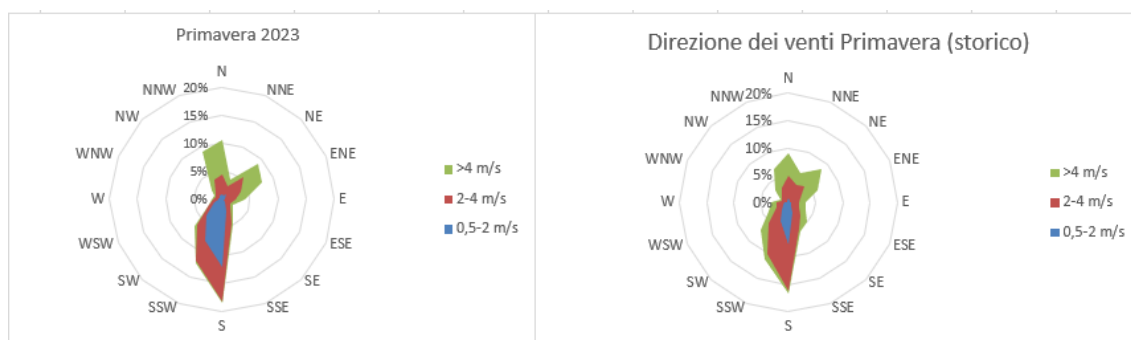 Primavera 2023
N
NNE
NE
ENE
E
ESE
SE
SSE
S
SSW
SW
WSW
W
WNW
NW
NNW
20%
15%
10%
5%
0%
>4 m/s
2-4 m/s
0,5-2 m/s
Direzione dei venti Primavera (storico)
N
NNE
NE
ENE
E
ESE
SE
SSE
S
SSW
SW
WSW
W
WNW
NW
NNW
20%
15%
10%
5%
0%
>4 m/s
2-4 m/s
0,5-2 m/s